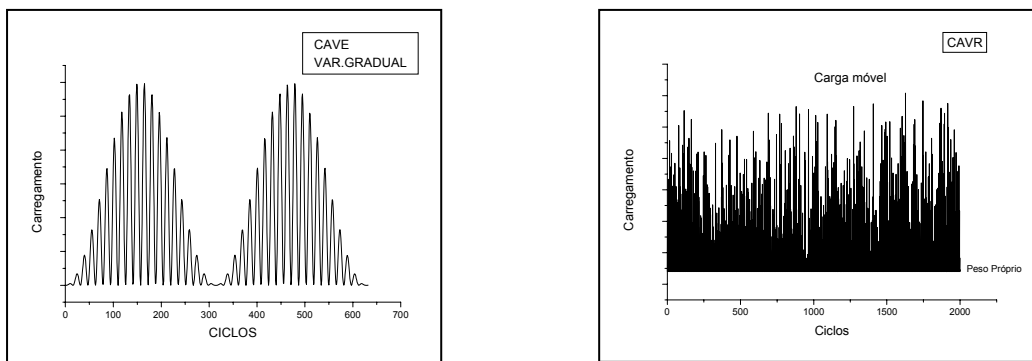 CAVE
VAR.GRADUAL
Carregamento
0 100 200 300 400 500 600 700
CICLOS
CAVR
Carga móvel
Carregamento
Peso Próprio
0 500 1000 1500 2000
Ciclos